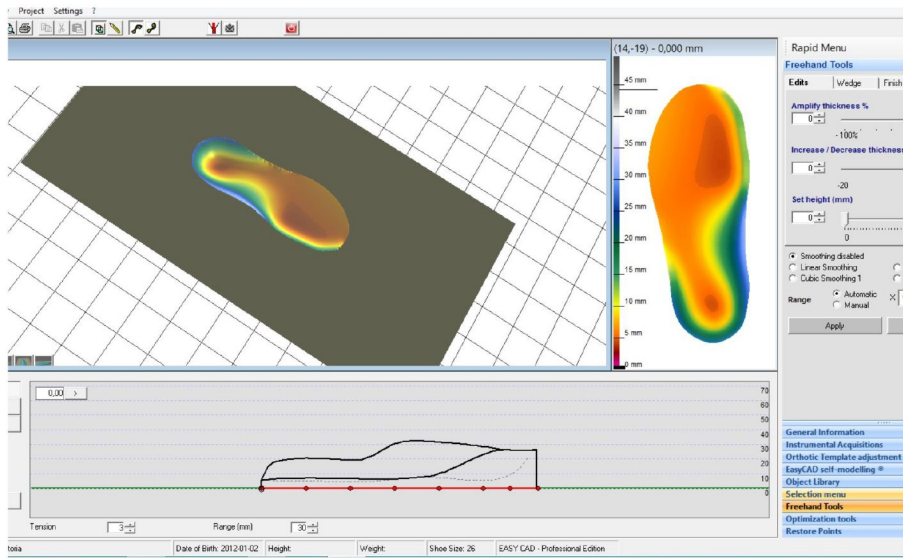 Project Settings ?
(14,-19) - 0,000 mm
45 mm
40 mm
35 mm
30 mm
25 mm
20 mm
15 mm
10 mm
5 mm
0 mm
Rapid Menu
Freehand Tools
Edits Wedge Finish
Amplify thickness %
0
- 100%
Increase / Decrease thickness
0
-20
Set height (mm)
0
0
Smoothing disabled
Linear Smoothing
Cubic Smoothing 1
Range Automatic X
Manual
Apply
General Information
Instrumental Acquisitions
Orthotic Template adjustment
EasyCAD self-modelling ®
Object Library
Selection menu
Freehand Tools
Optimization tools
Restore Points
0,00 >
70
60
50
40
30
20
10
0
Tension 3 Range (mm) 30
toria Date of Birth: 2012-01-02 Height: Weight: Shoe Size: 26 EASY CAD - Professional Edition